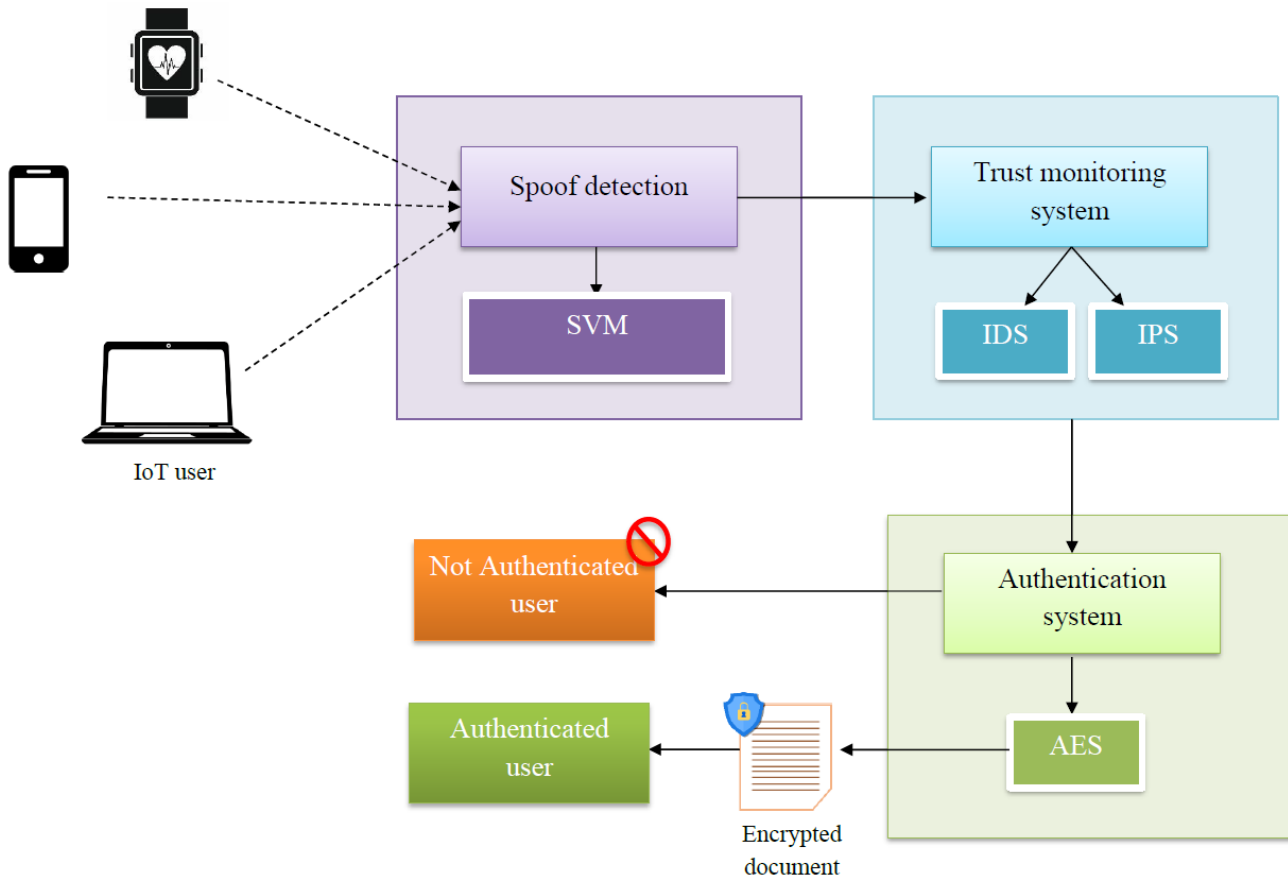 Spoof detection
Trust monitoring
system
SVM
IDS
IPS
IoT user
Not Authenticated
user
Authentication
system
Authenticated
user
AES
Encrypted
document